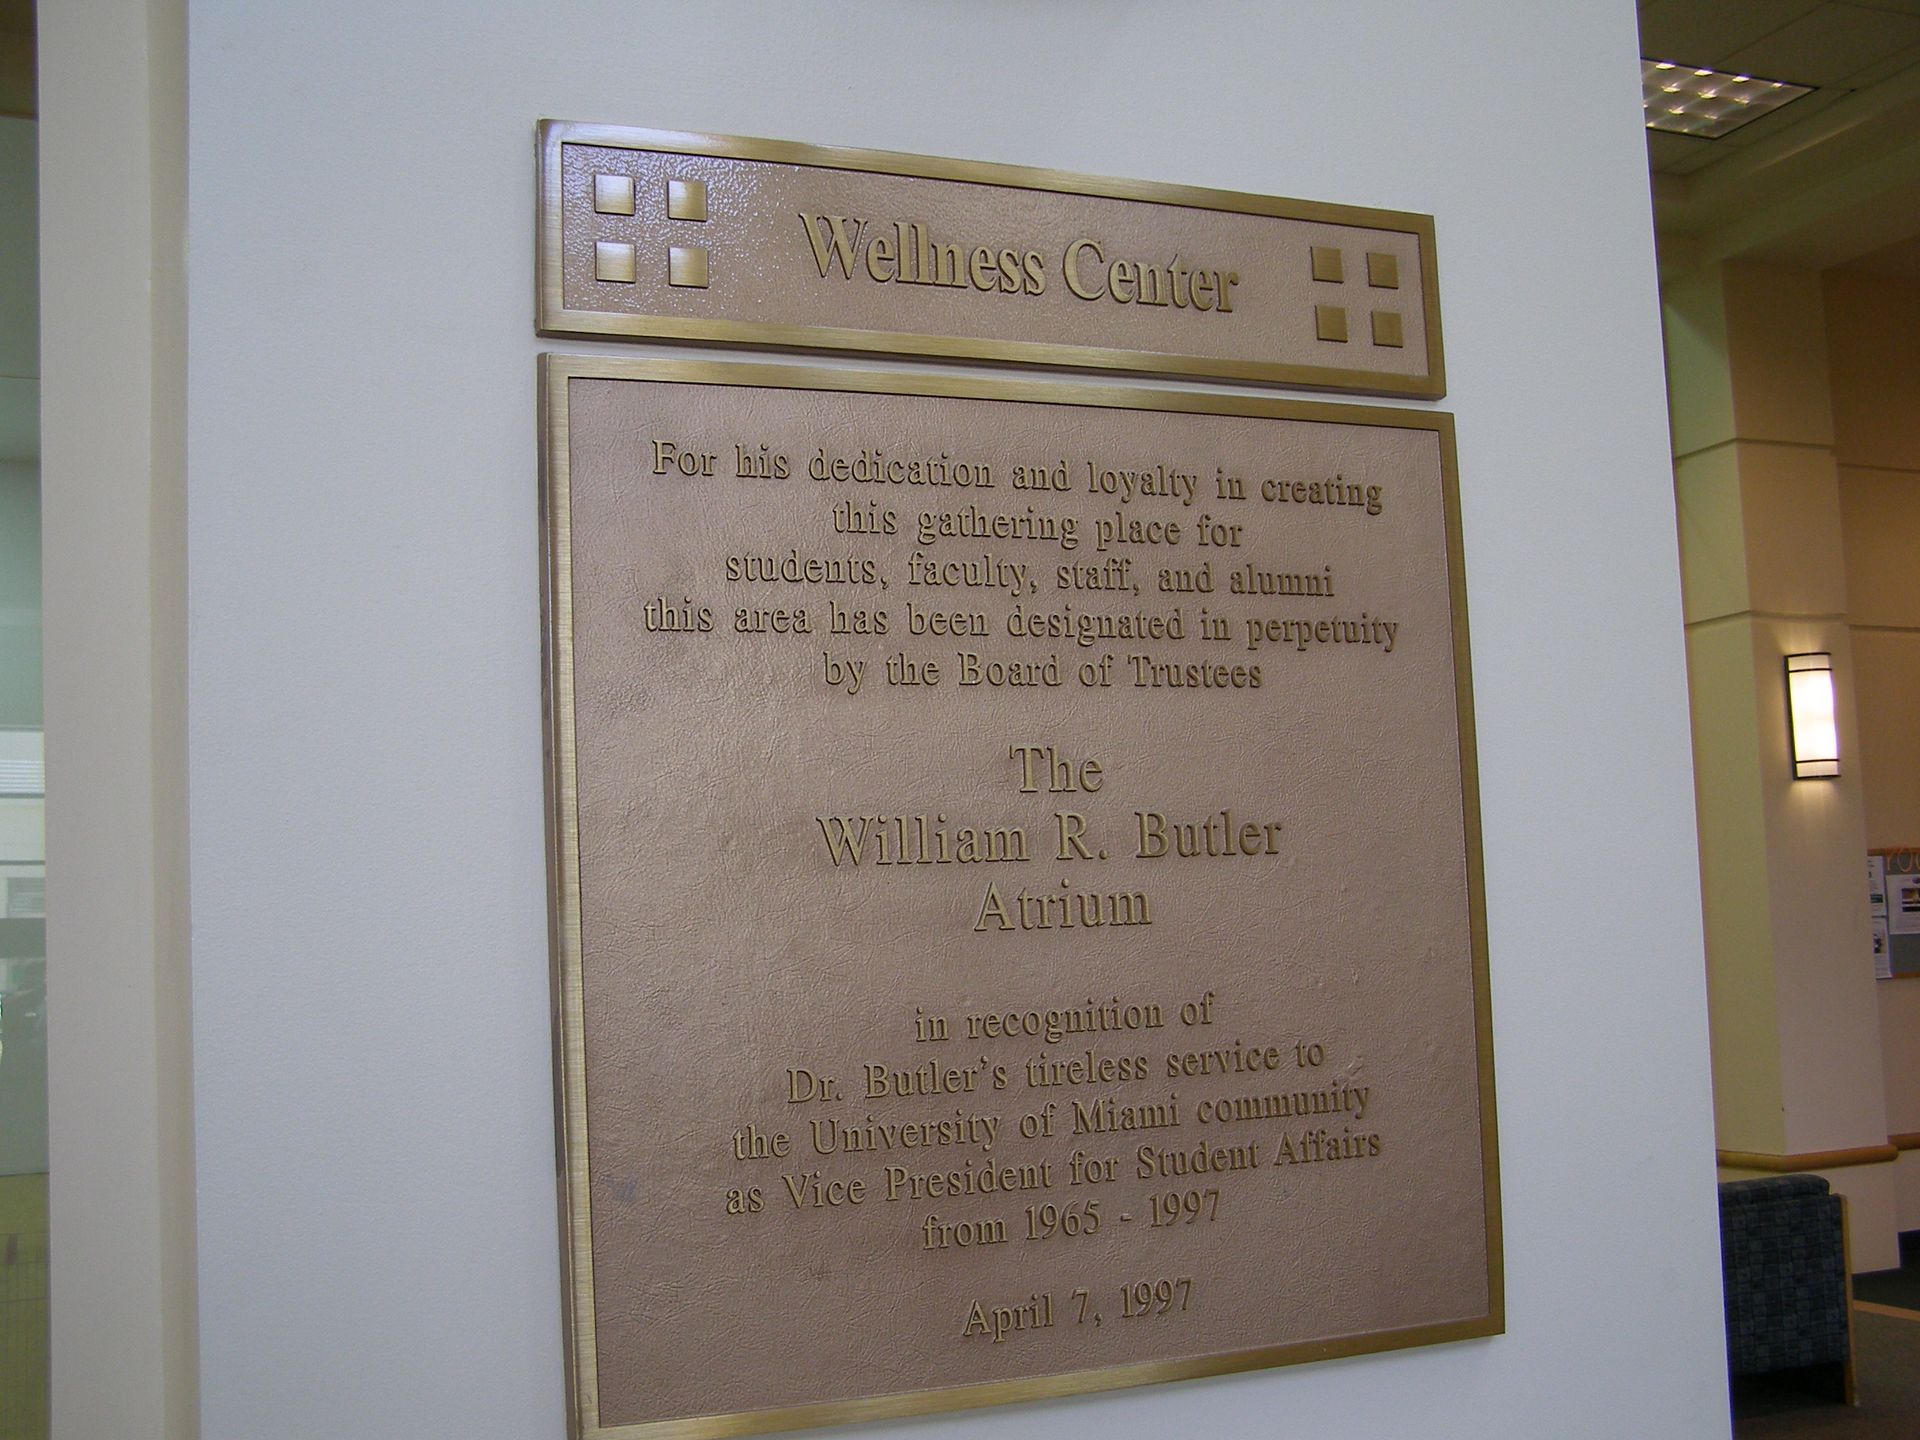 Wellness Center
For his dedication and loyalty in creating
this gathering place for
students, faculty, staff, and alumni
this area has been designated in perpetuity
by the Board of Trustees
The
William R. Butler
Atrium
in recognition of
Dr. Butler's tireless service to
the University of Miami community
as Vice President for Student Affairs
from 1965 - 1997
April 7, 1997